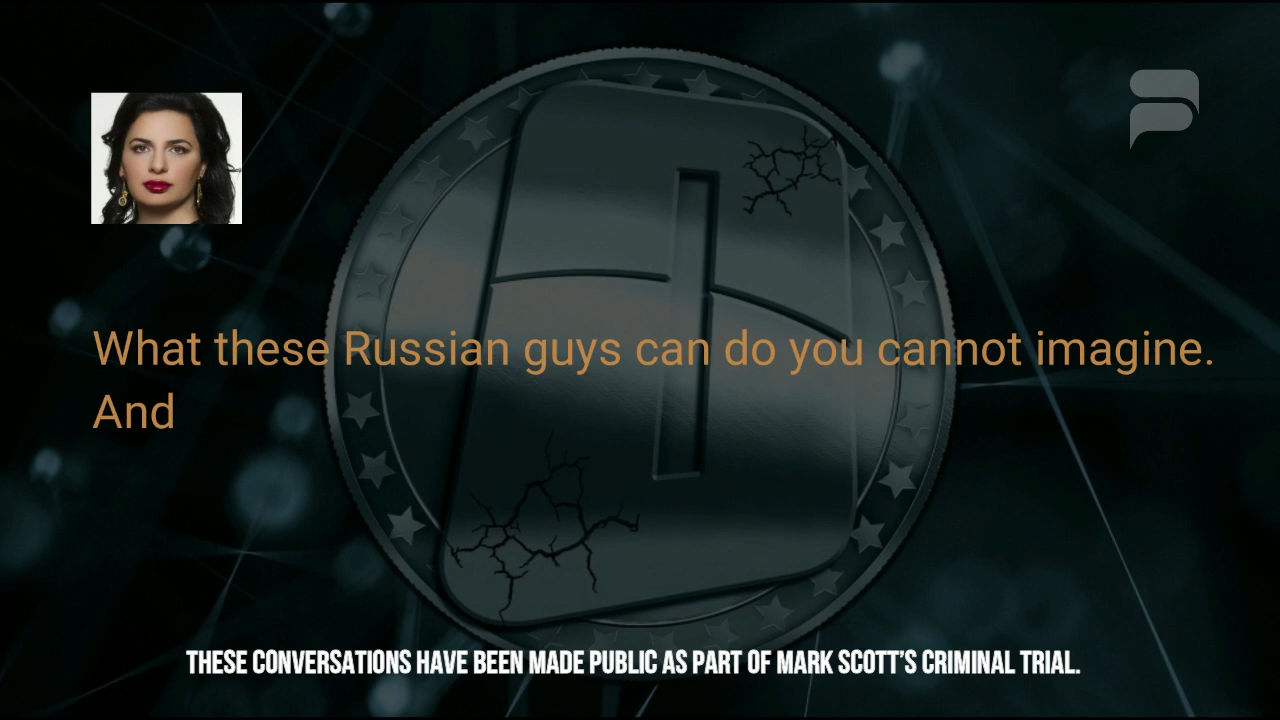 What these Russian guys can do you cannot imagine.
And
THESE CONVERSATIONS HAVE BEEN MADE PUBLIC AS PART OF MARK SCOTT'S CRIMINAL TRIAL.